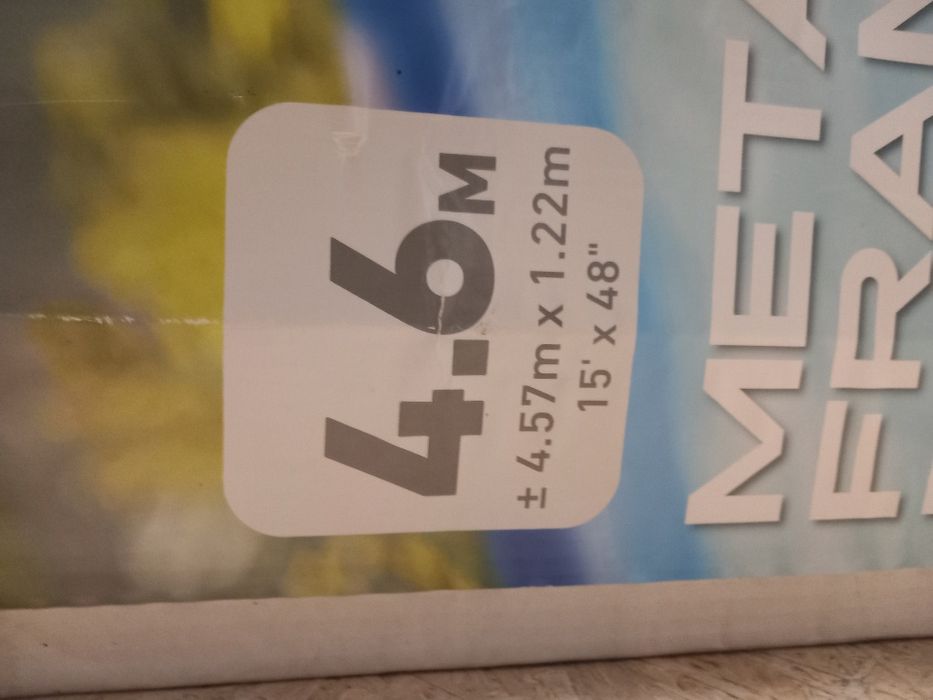 4.6M
± 4.57m x 1.22m
15' x 48"
META
FRA